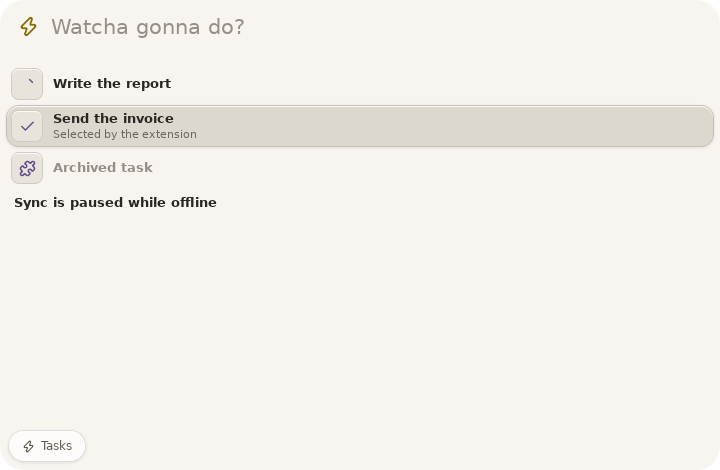 Watcha gonna do?
Write the report
Send the invoice
Selected by the extension
Archived task
Sync is paused while offline
Tasks